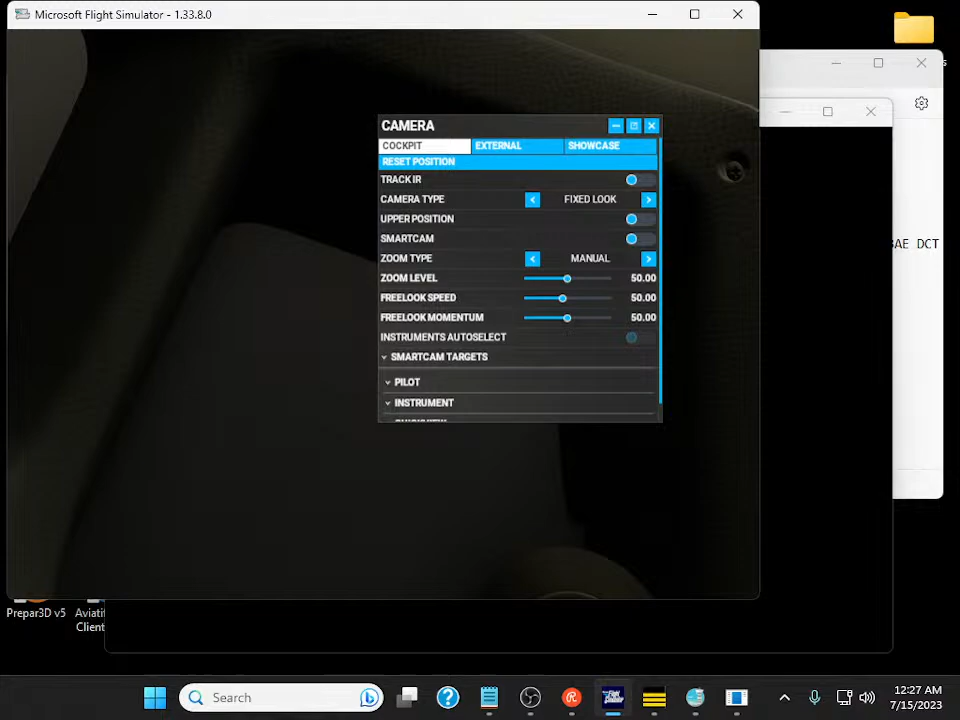 Microsoft Flight Simulator - 1.33.8.0
CAMERA
COCKPIT EXTERNAL SHOWCASE
RESET POSITION
TRACK IR
CAMERA TYPE FIXED LOOK
UPPER POSITION
SMARTCAM
ZOOM TYPE MANUAL
ZOOM LEVEL 50.00
FREELOOK SPEED 50.00
FREELOOK MOMENTUM 50.00
INSTRUMENTS AUTOSELECT
SMARTCAM TARGETS
PILOT
INSTRUMENT
DCT
Prepar3D v5
Client
Search
12:27 AM
7/15/2023